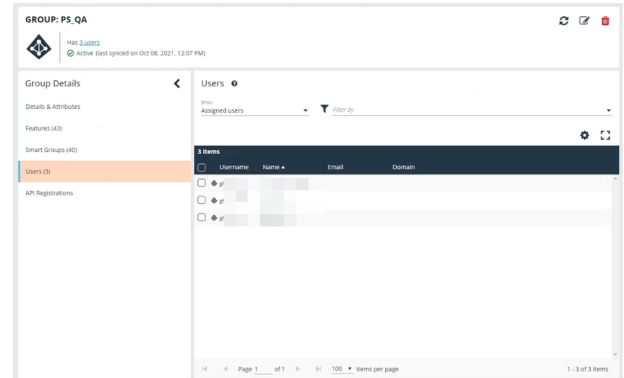 GROUP: PS_QA
Has 3 users
Active (last synced on Oct 08, 2021, 12:07 PM)
Group Details
Details & Attributes
Features (43)
Smart Groups (40)
Users (3)
API Registrations
Users
Show
Assigned users
Filter by
3 items
Username Name Email Domain
Page 1 of 1 100 items per page 1 - 3 of 3 items